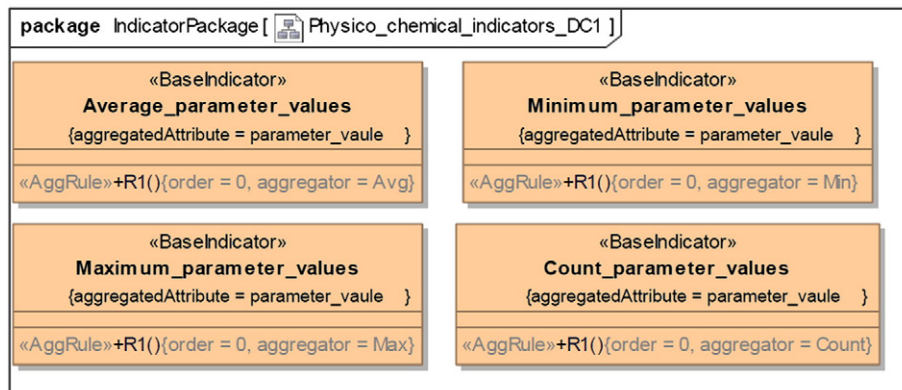 package IndicatorPackage [ Physico_chemical_indicators_DC1 ]
«BaseIndicator»
Average_parameter_values
{aggregatedAttribute = parameter_vaule }
«AggRule»+R1(){order = 0, aggregator = Avg}
«BaseIndicator»
Minimum_parameter_values
{aggregatedAttribute = parameter_vaule }
«AggRule»+R1(){order = 0, aggregator = Min}
«BaseIndicator»
Maximum_parameter_values
{aggregatedAttribute = parameter_vaule }
«AggRule»+R1(){order = 0, aggregator = Max}
«BaseIndicator»
Count_parameter_values
{aggregatedAttribute = parameter_vaule }
«AggRule»+R1(){order = 0, aggregator = Count}